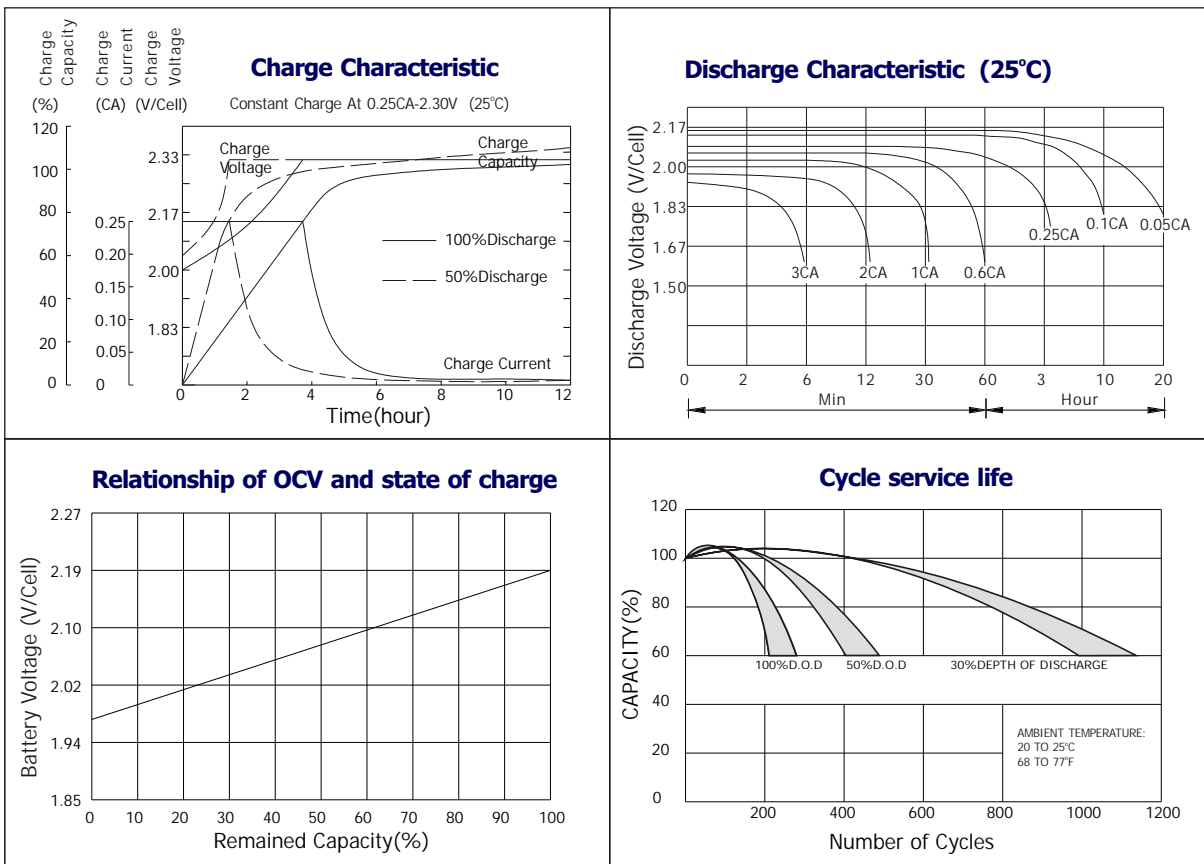 Charge
Capacity
Charge
Current
Charge
Voltage
(%)
(CA)
(V/Cell)
Charge Characteristic
Constant Charge At 0.25CA-2.30V (25°C)
120
100
80
60
40
20
0
0.25
0.20
0.15
0.10
0.05
0
2.33
2.17
2.00
1.83
Charge
Voltage
Charge
Capacity
100%Discharge
50%Discharge
Charge Current
0 2 4 6 8 10 12
Time(hour)
Discharge Characteristic (25°C)
Discharge Voltage (V/Cell)
2.17
2.00
1.83
1.67
1.50
3CA
2CA
1CA
0.6CA
0.25CA
0.1CA
0.05CA
0 2 6 12 30 60 3 10 20
Min
Hour
Relationship of OCV and state of charge
Battery Voltage (V/Cell)
2.27
2.19
2.10
2.02
1.94
1.85
0 10 20 30 40 50 60 70 80 90 100
Remained Capacity(%)
Cycle service life
CAPACITY(%)
120
100
80
60
40
20
0
100%D.O.D
50%D.O.D
30%DEPTH OF DISCHARGE
AMBIENT TEMPERATURE:
20 TO 25°C
68 TO 77°F
200 400 600 800 1000 1200
Number of Cycles